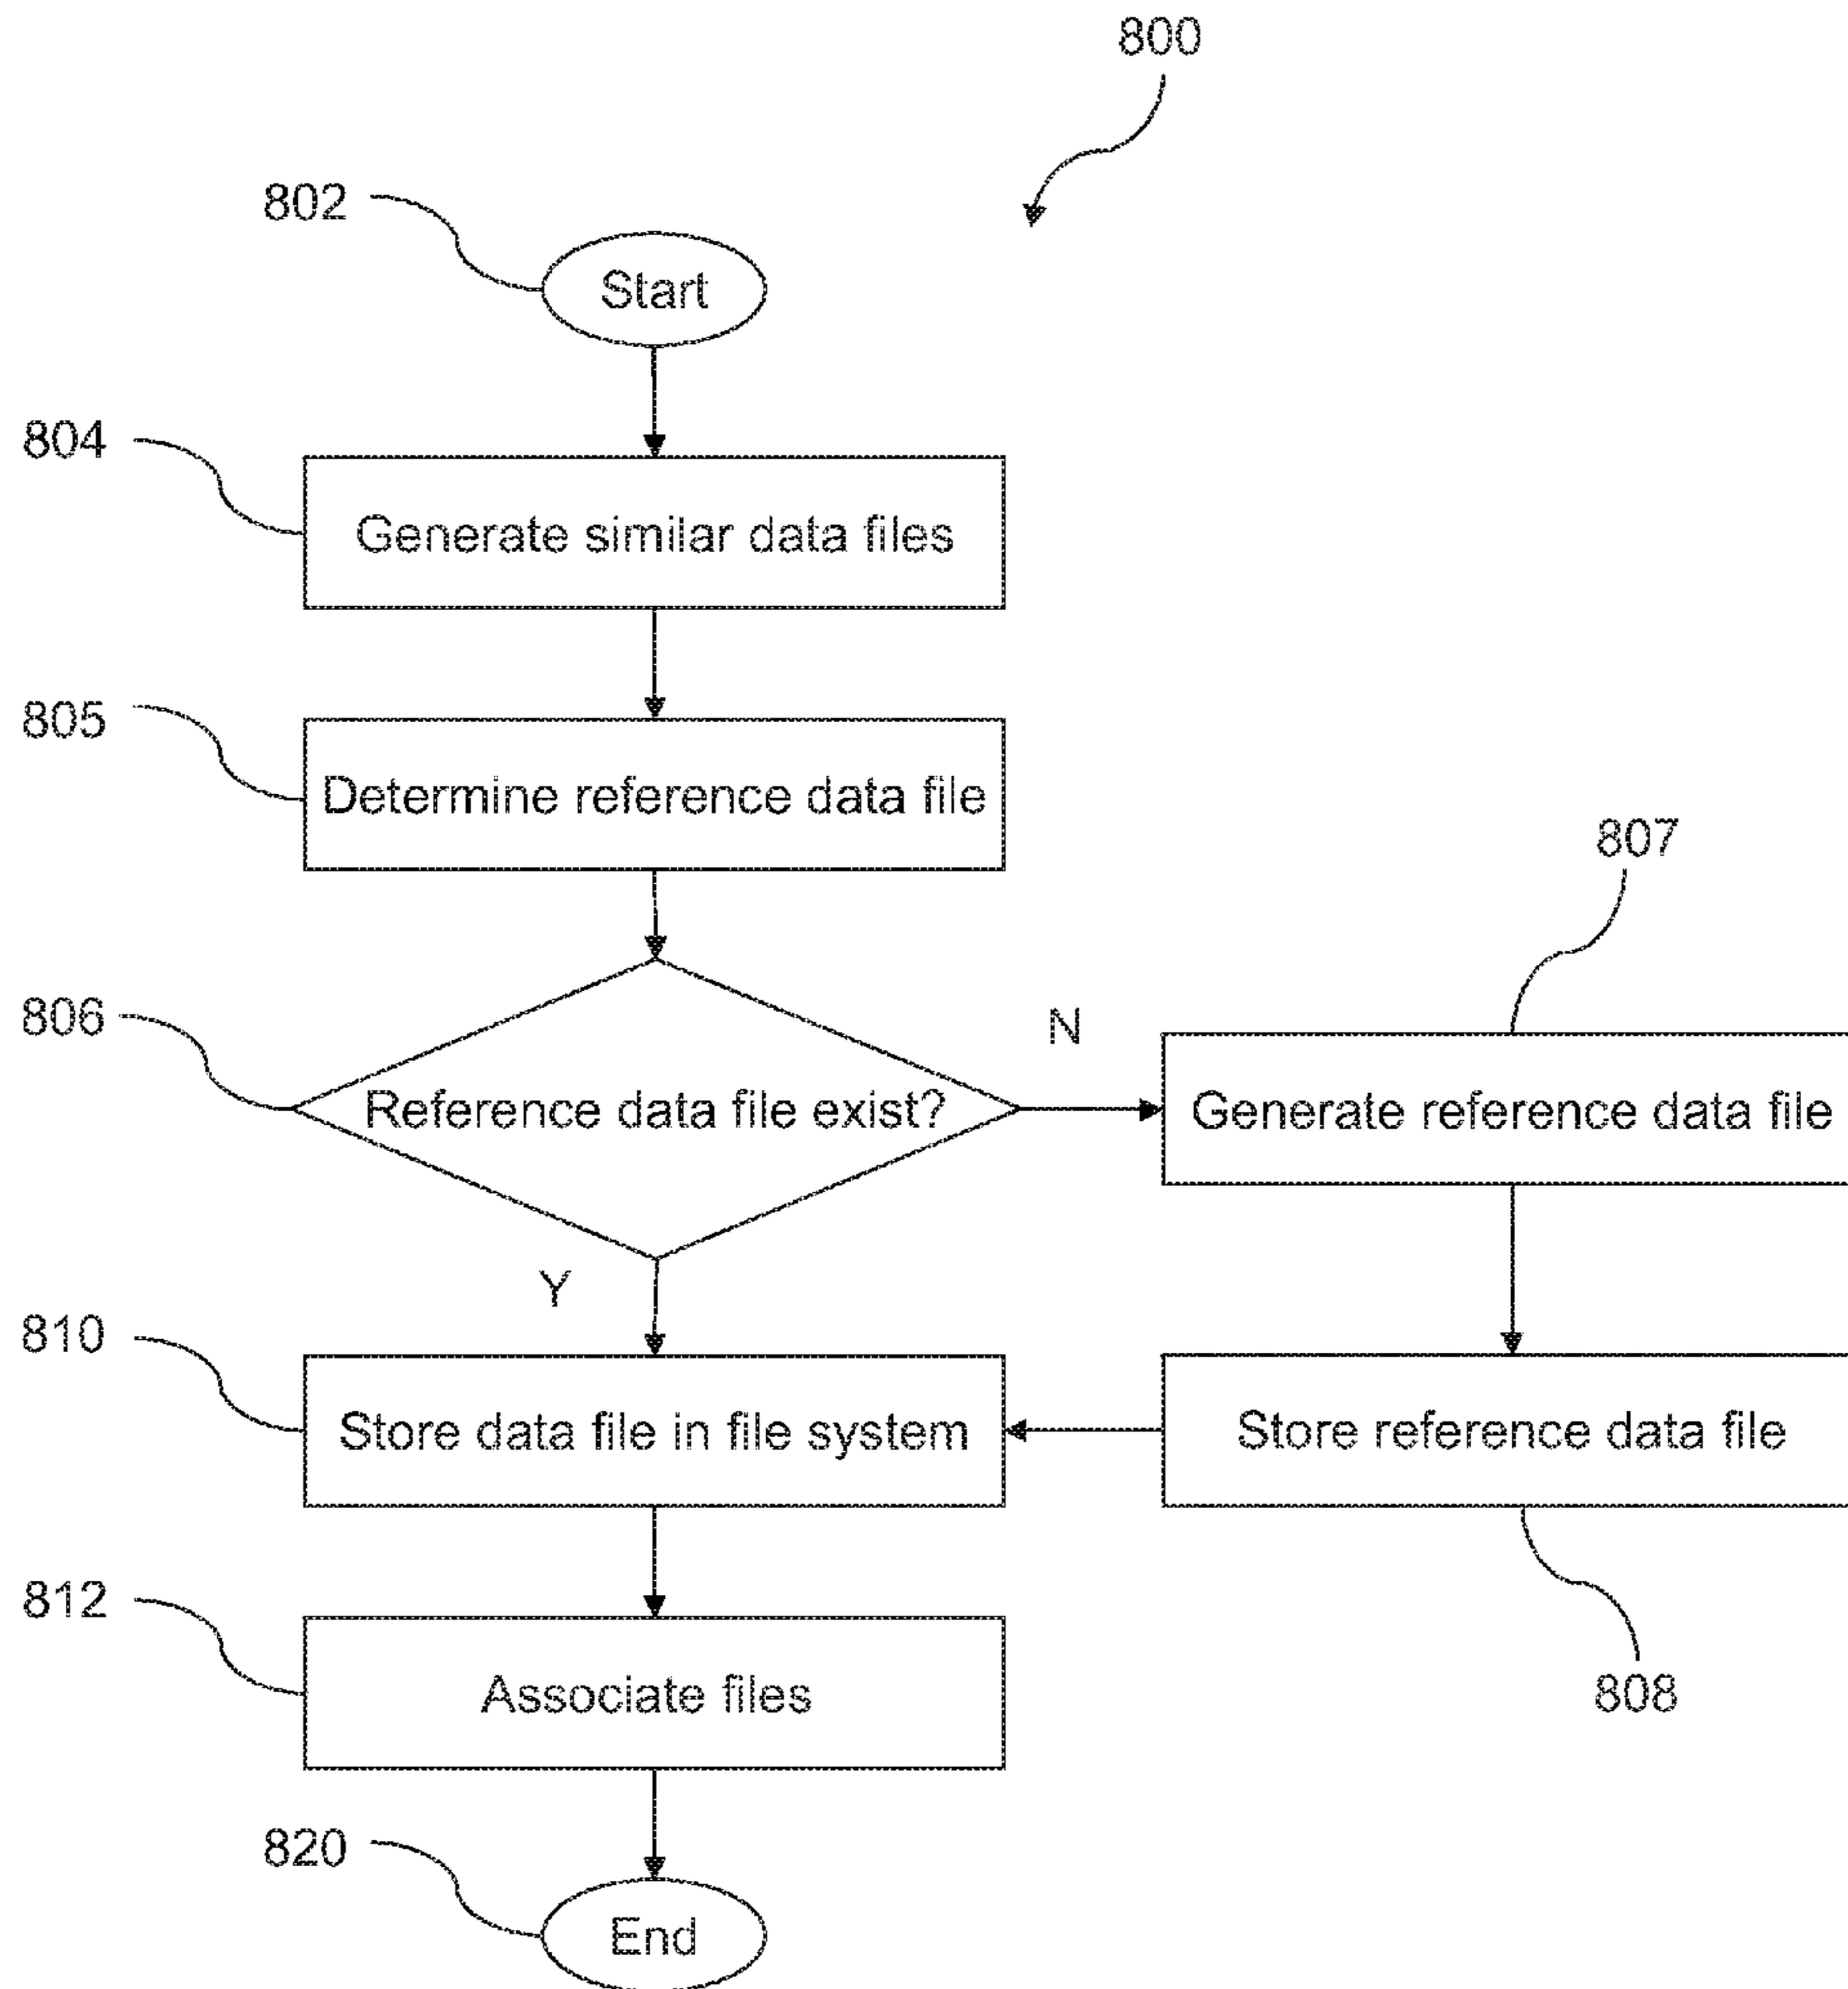 800
802
Start
804
Generate similar data files
805
Determine reference data file
807
806
N
Reference data file exist?
Generate reference data file
Y
810
Store data file in file system
Store reference data file
812
Associate files
808
820
End